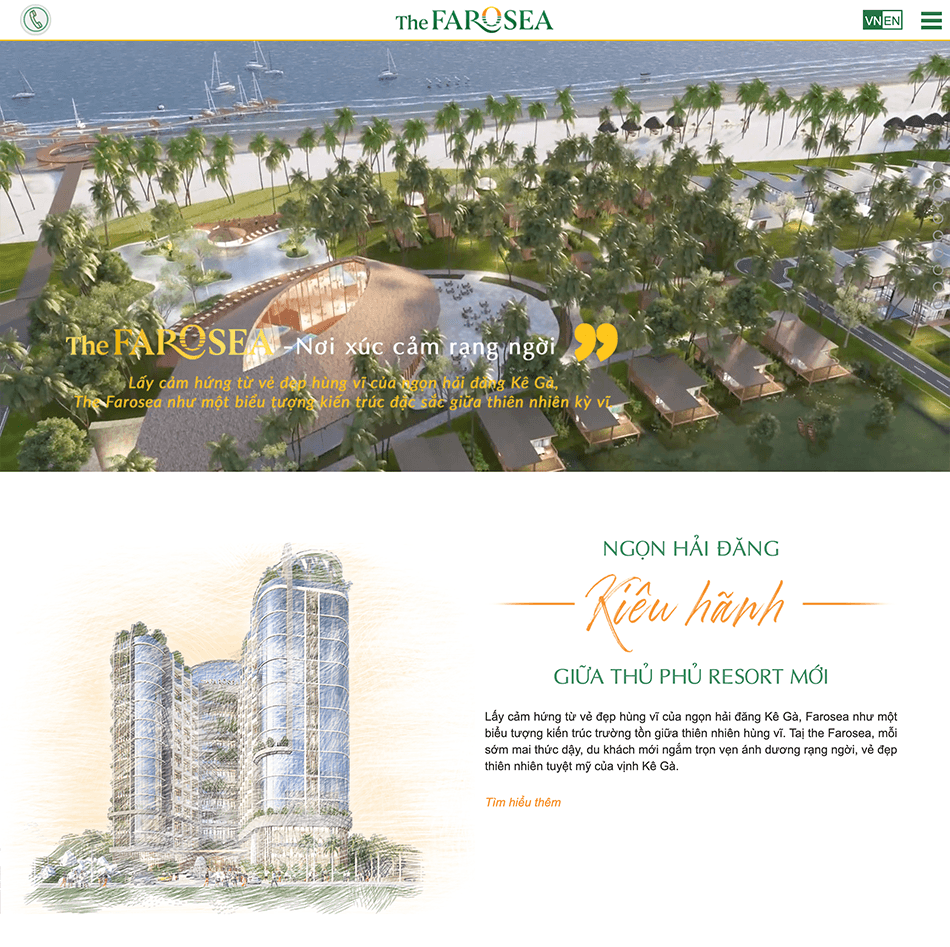 The FAROSEA
VN EN
The FAROSEA - Nơi xúc cảm rạng ngời ”
Lấy cảm hứng từ vẻ đẹp hùng vĩ của ngọn hải đăng Kê Gà,
The Farosea như một biểu tượng kiến trúc đặc sắc giữa thiên nhiên kỳ vĩ
NGỌN HẢI ĐĂNG
Kiêu hãnh
GIỮA THỦ PHỦ RESORT MỚI
Lấy cảm hứng từ vẻ đẹp hùng vĩ của ngọn hải đăng Kê Gà, Farosea như một
biểu tượng kiến trúc trường tồn giữa thiên nhiên hùng vĩ. Taị the Farosea, mỗi
sớm mai thức dậy, du khách mới ngắm trọn vẹn ánh dương rạng ngời, vẻ đẹp
thiên nhiên tuyệt mỹ của vịnh Kê Gà.
Tìm hiểu thêm